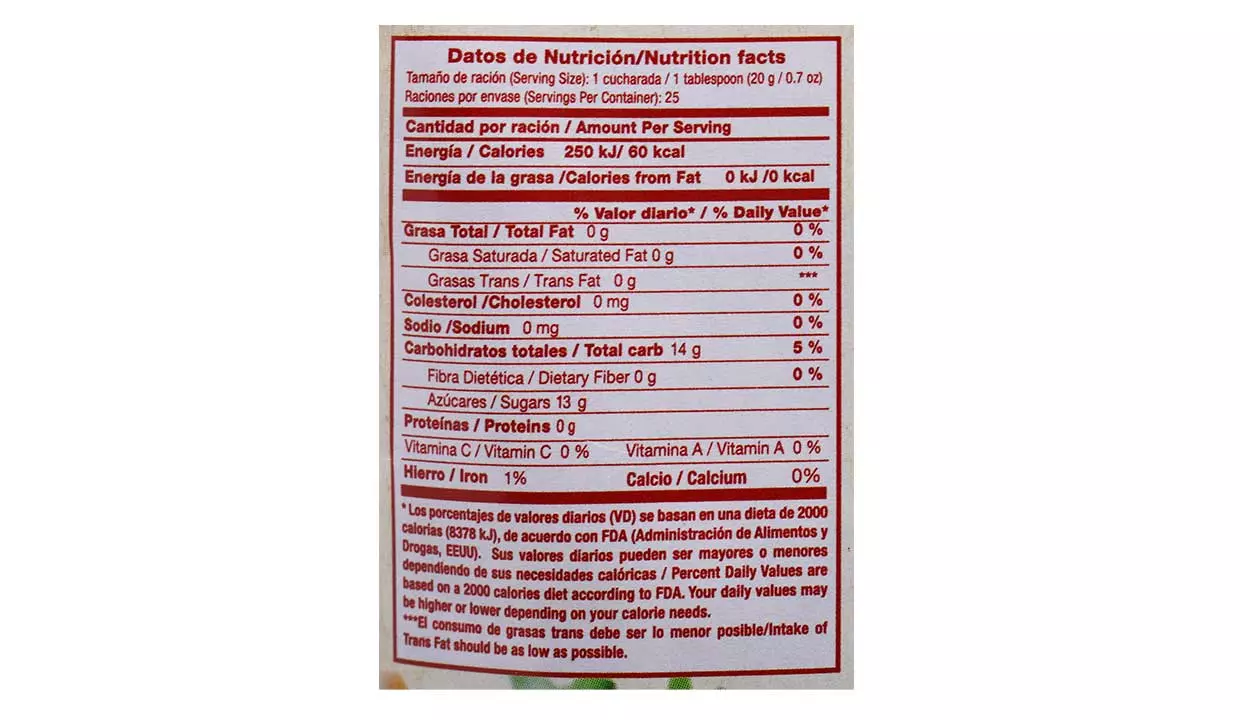 Datos de Nutrición/Nutrition facts
Tamaño de ración (Serving Size): 1 cucharada / 1 tablespoon (20 g / 0.7 oz)
Raciones por envase (Servings Per Container): 25
Cantidad por ración / Amount Per Serving
Energía / Calories 250 kJ/ 60 kcal
Energía de la grasa /Calories from Fat 0 kJ /0 kcal
% Valor diario* / % Daily Value*
Grasa Total / Total Fat 0 g 0 %
Grasa Saturada / Saturated Fat 0 g 0 %
Grasas Trans / Trans Fat 0 g ***
Colesterol /Cholesterol 0 mg 0 %
Sodio /Sodium 0 mg 0 %
Carbohidratos totales / Total carb 14 g 5 %
Fibra Dietética / Dietary Fiber 0 g 0 %
Azúcares / Sugars 13 g
Proteínas / Proteins 0 g
Vitamina C / Vitamin C 0 % Vitamina A / Vitamin A 0 %
Hierro / Iron 1% Calcio / Calcium 0%
* Los porcentajes de valores diarios (VD) se basan en una dieta de 2000
calorías (8378 kJ), de acuerdo con FDA (Administración de Alimentos y
Drogas, EEUU). Sus valores diarios pueden ser mayores o menores
dependiendo de sus necesidades calóricas / Percent Daily Values are
based on a 2000 calories diet according to FDA. Your daily values may
be higher or lower depending on your calorie needs.
***El consumo de grasas trans debe ser lo menor posible/Intake of
Trans Fat should be as low as possible.